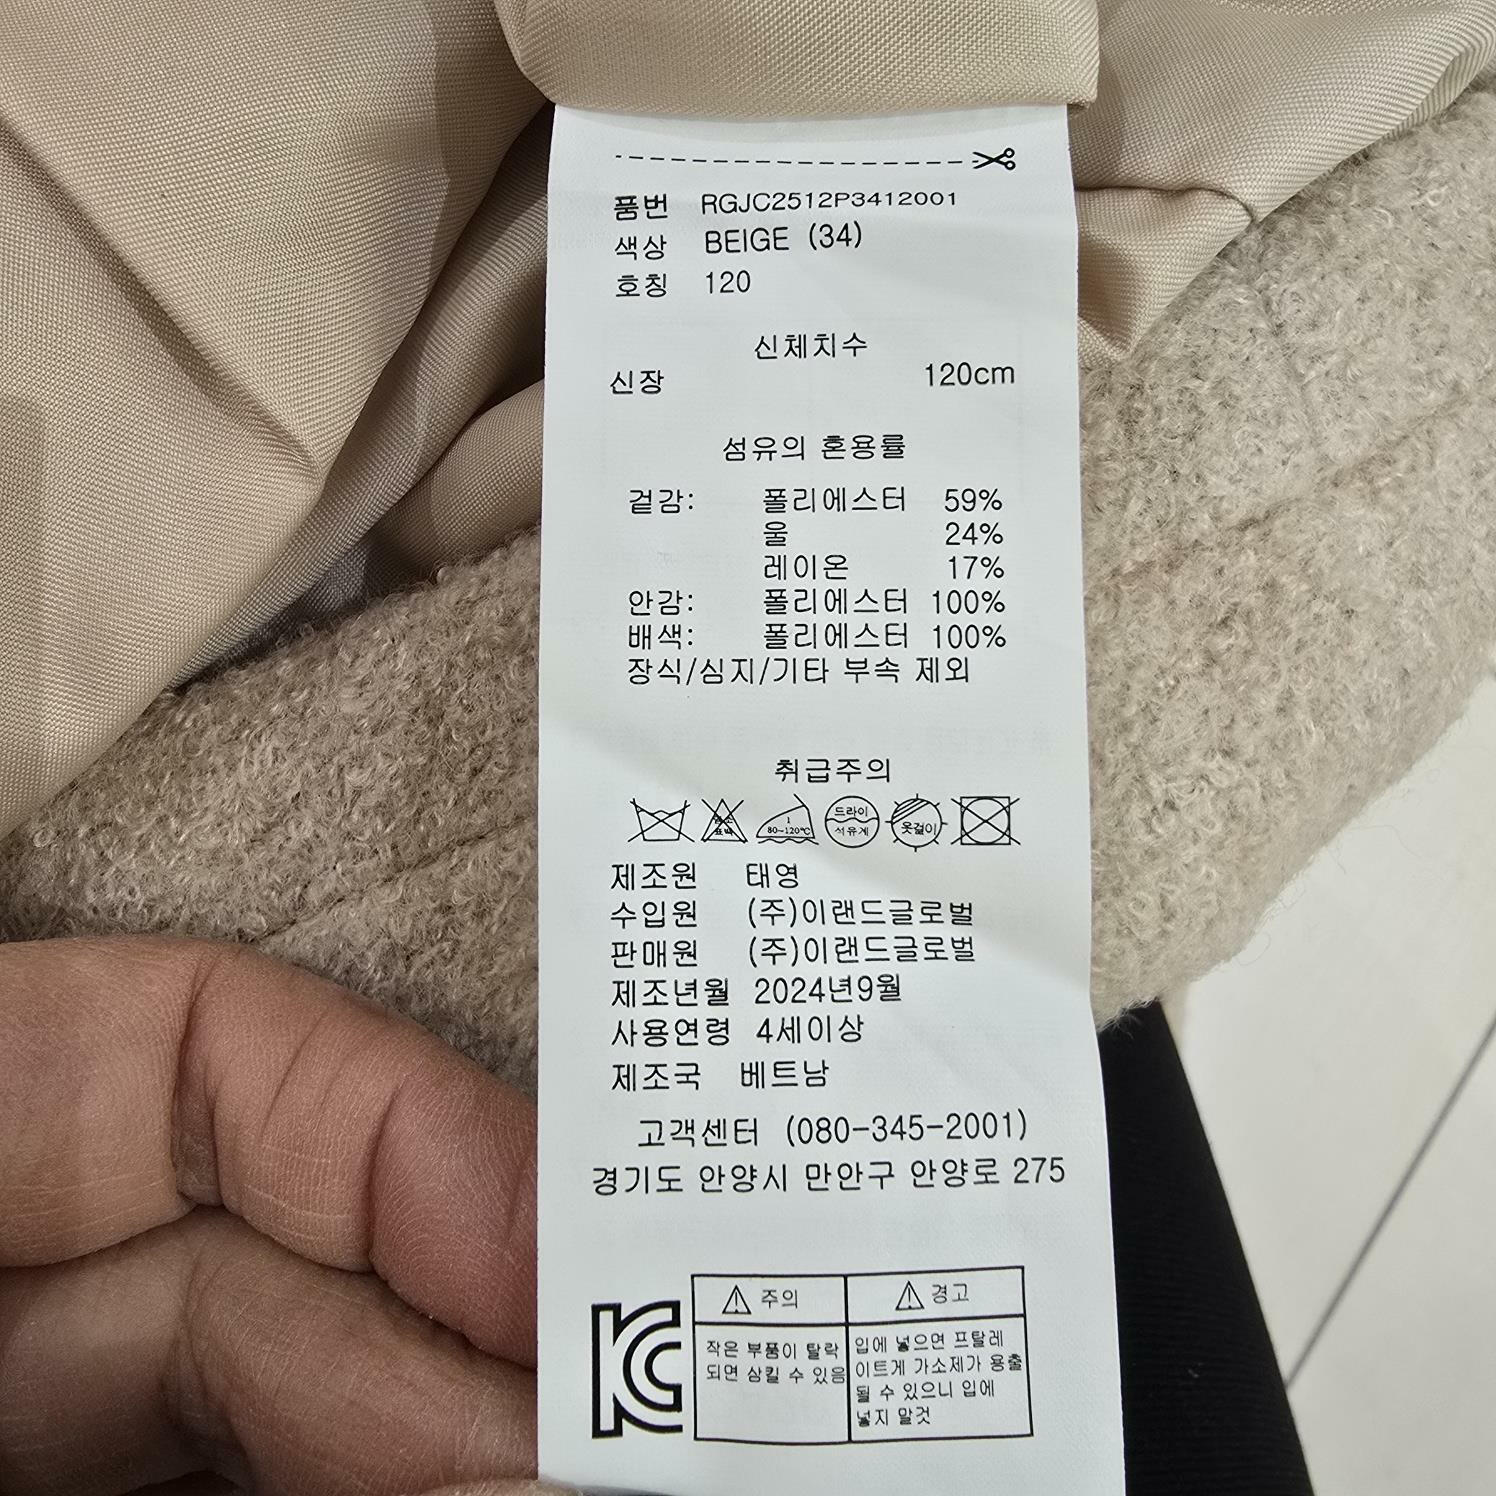 품번 RGJC2512P3412001
색상 BEIGE (34)
호칭 120
신체치수
신장 120cm
섬유의 혼용률
겉감: 폴리에스터 59%
울 24%
레이온 17%
안감: 폴리에스터 100%
배색: 폴리에스터 100%
장식/심지/기타 부속 제외
취급주의
염소 표백
1 80~120℃
드라이 석유계
옷걸이
제조원 태영
수입원 (주)이랜드글로벌
판매원 (주)이랜드글로벌
제조년월 2024년9월
사용연령 4세이상
제조국 베트남
고객센터 (080-345-2001)
경기도 안양시 만안구 안양로 275
주의
작은 부품이 탈락
되면 삼킬 수 있음
경고
입에 넣으면 프탈레
이트게 가소제가 용출
될 수 있으니 입에
넣지 말것